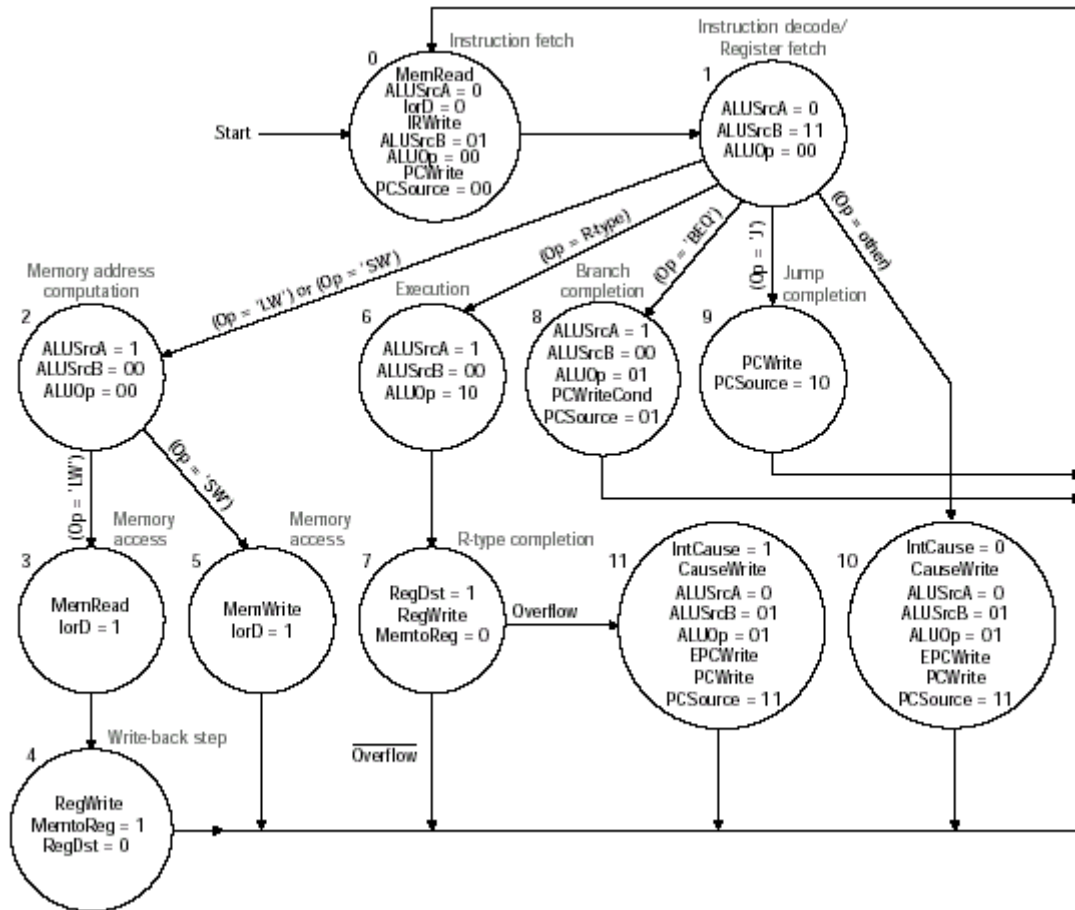 Instruction fetch
0
MemRead
ALUSrcA = 0
IorD = 0
IRWrite
ALUSrcB = 01
ALUOp = 00
PCWrite
PCSource = 00
Start
Instruction decode/
Register fetch
1
ALUSrcA = 0
ALUSrcB = 11
ALUOp = 00
(Op = 'LW') or (Op = 'SW')
(Op = R-type)
(Op = 'BEQ')
(Op = 'J')
(Op = other)
Memory address
computation
2
ALUSrcA = 1
ALUSrcB = 00
ALUOp = 00
Execution
6
ALUSrcA = 1
ALUSrcB = 00
ALUOp = 10
Branch
completion
8
ALUSrcA = 1
ALUSrcB = 00
ALUOp = 01
PCWriteCond
PCSource = 01
Jump
completion
9
PCWrite
PCSource = 10
(Op = 'LW')
(Op = 'SW')
Memory
access
3
MemRead
IorD = 1
Memory
access
5
MemWrite
IorD = 1
R-type completion
7
RegDst = 1
RegWrite
MemtoReg = 0
Overflow
Overflow
11
IntCause = 1
CauseWrite
ALUSrcA = 0
ALUSrcB = 01
ALUOp = 01
EPCWrite
PCWrite
PCSource = 11
10
IntCause = 0
CauseWrite
ALUSrcA = 0
ALUSrcB = 01
ALUOp = 01
EPCWrite
PCWrite
PCSource = 11
Write-back step
4
RegWrite
MemtoReg = 1
RegDst = 0